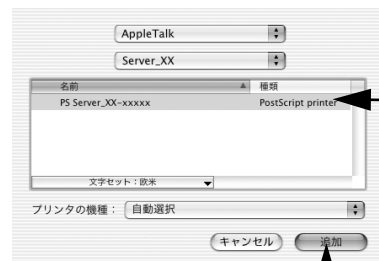 AppleTalk
Server_XX
名前 種類
PS Server_XX-xxxxx PostScript printer
文字セット：欧米
プリンタの機種： 自動選択
キャンセル 追加